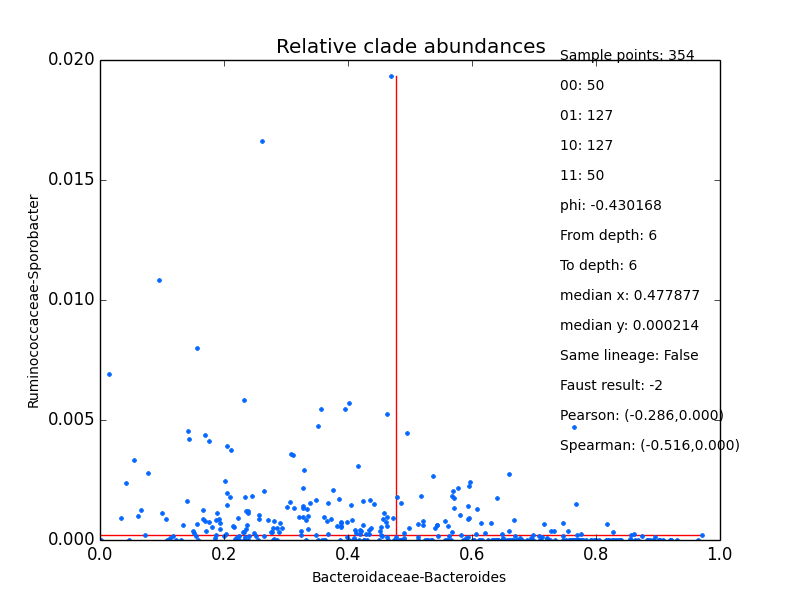 Relative clade abundances
Sample points: 354
00: 50
01: 127
10: 127
11: 50
phi: -0.430168
From depth: 6
To depth: 6
median x: 0.477877
median y: 0.000214
Same lineage: False
Faust result: -2
Pearson: (-0.286,0.000)
Spearman: (-0.516,0.000)
0.020
0.015
0.010
0.005
0.000
Ruminococcaceae-Sporobacter
0.0 0.2 0.4 0.6 0.8 1.0
Bacteroidaceae-Bacteroides